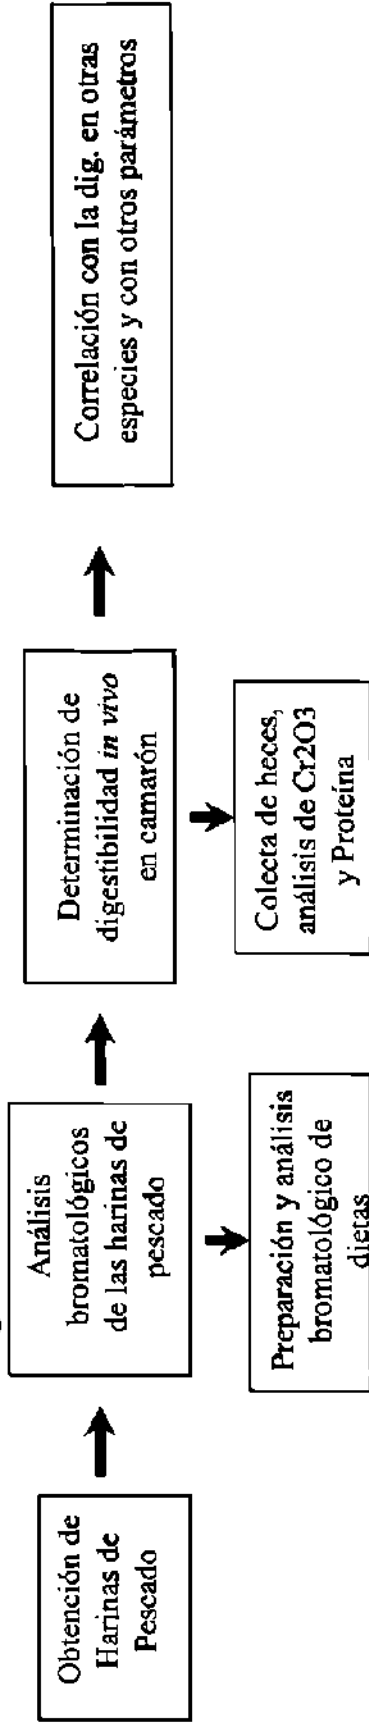 Obtención de
Harinas de
Pescado
Análisis
bromatológicos
de las harinas de
pescado
Preparación y análisis
bromatológico de
dietas
Determinación de
digestibilidad in vivo
en camarón
Colecta de heces,
análisis de Cr2O3
y Proteína
Correlación con la dig. en otras
especies y con otros parámetros